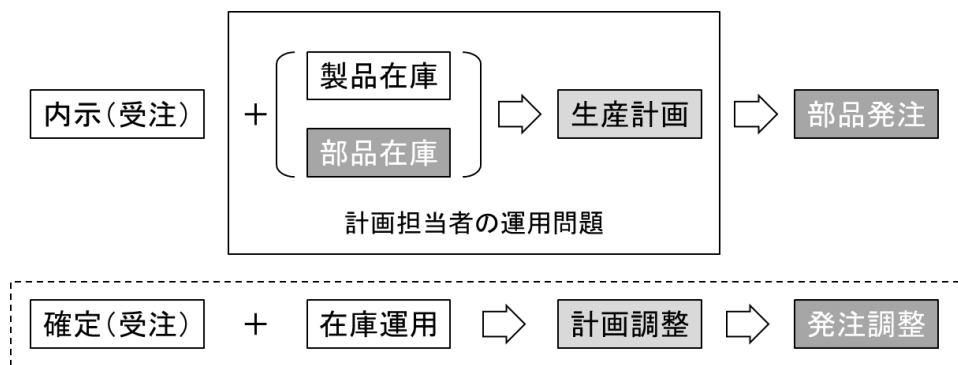 製品在庫
内示（受注） + 生産計画 部品発注
部品在庫
計画担当者の運用問題
確定（受注） + 在庫運用 計画調整 発注調整